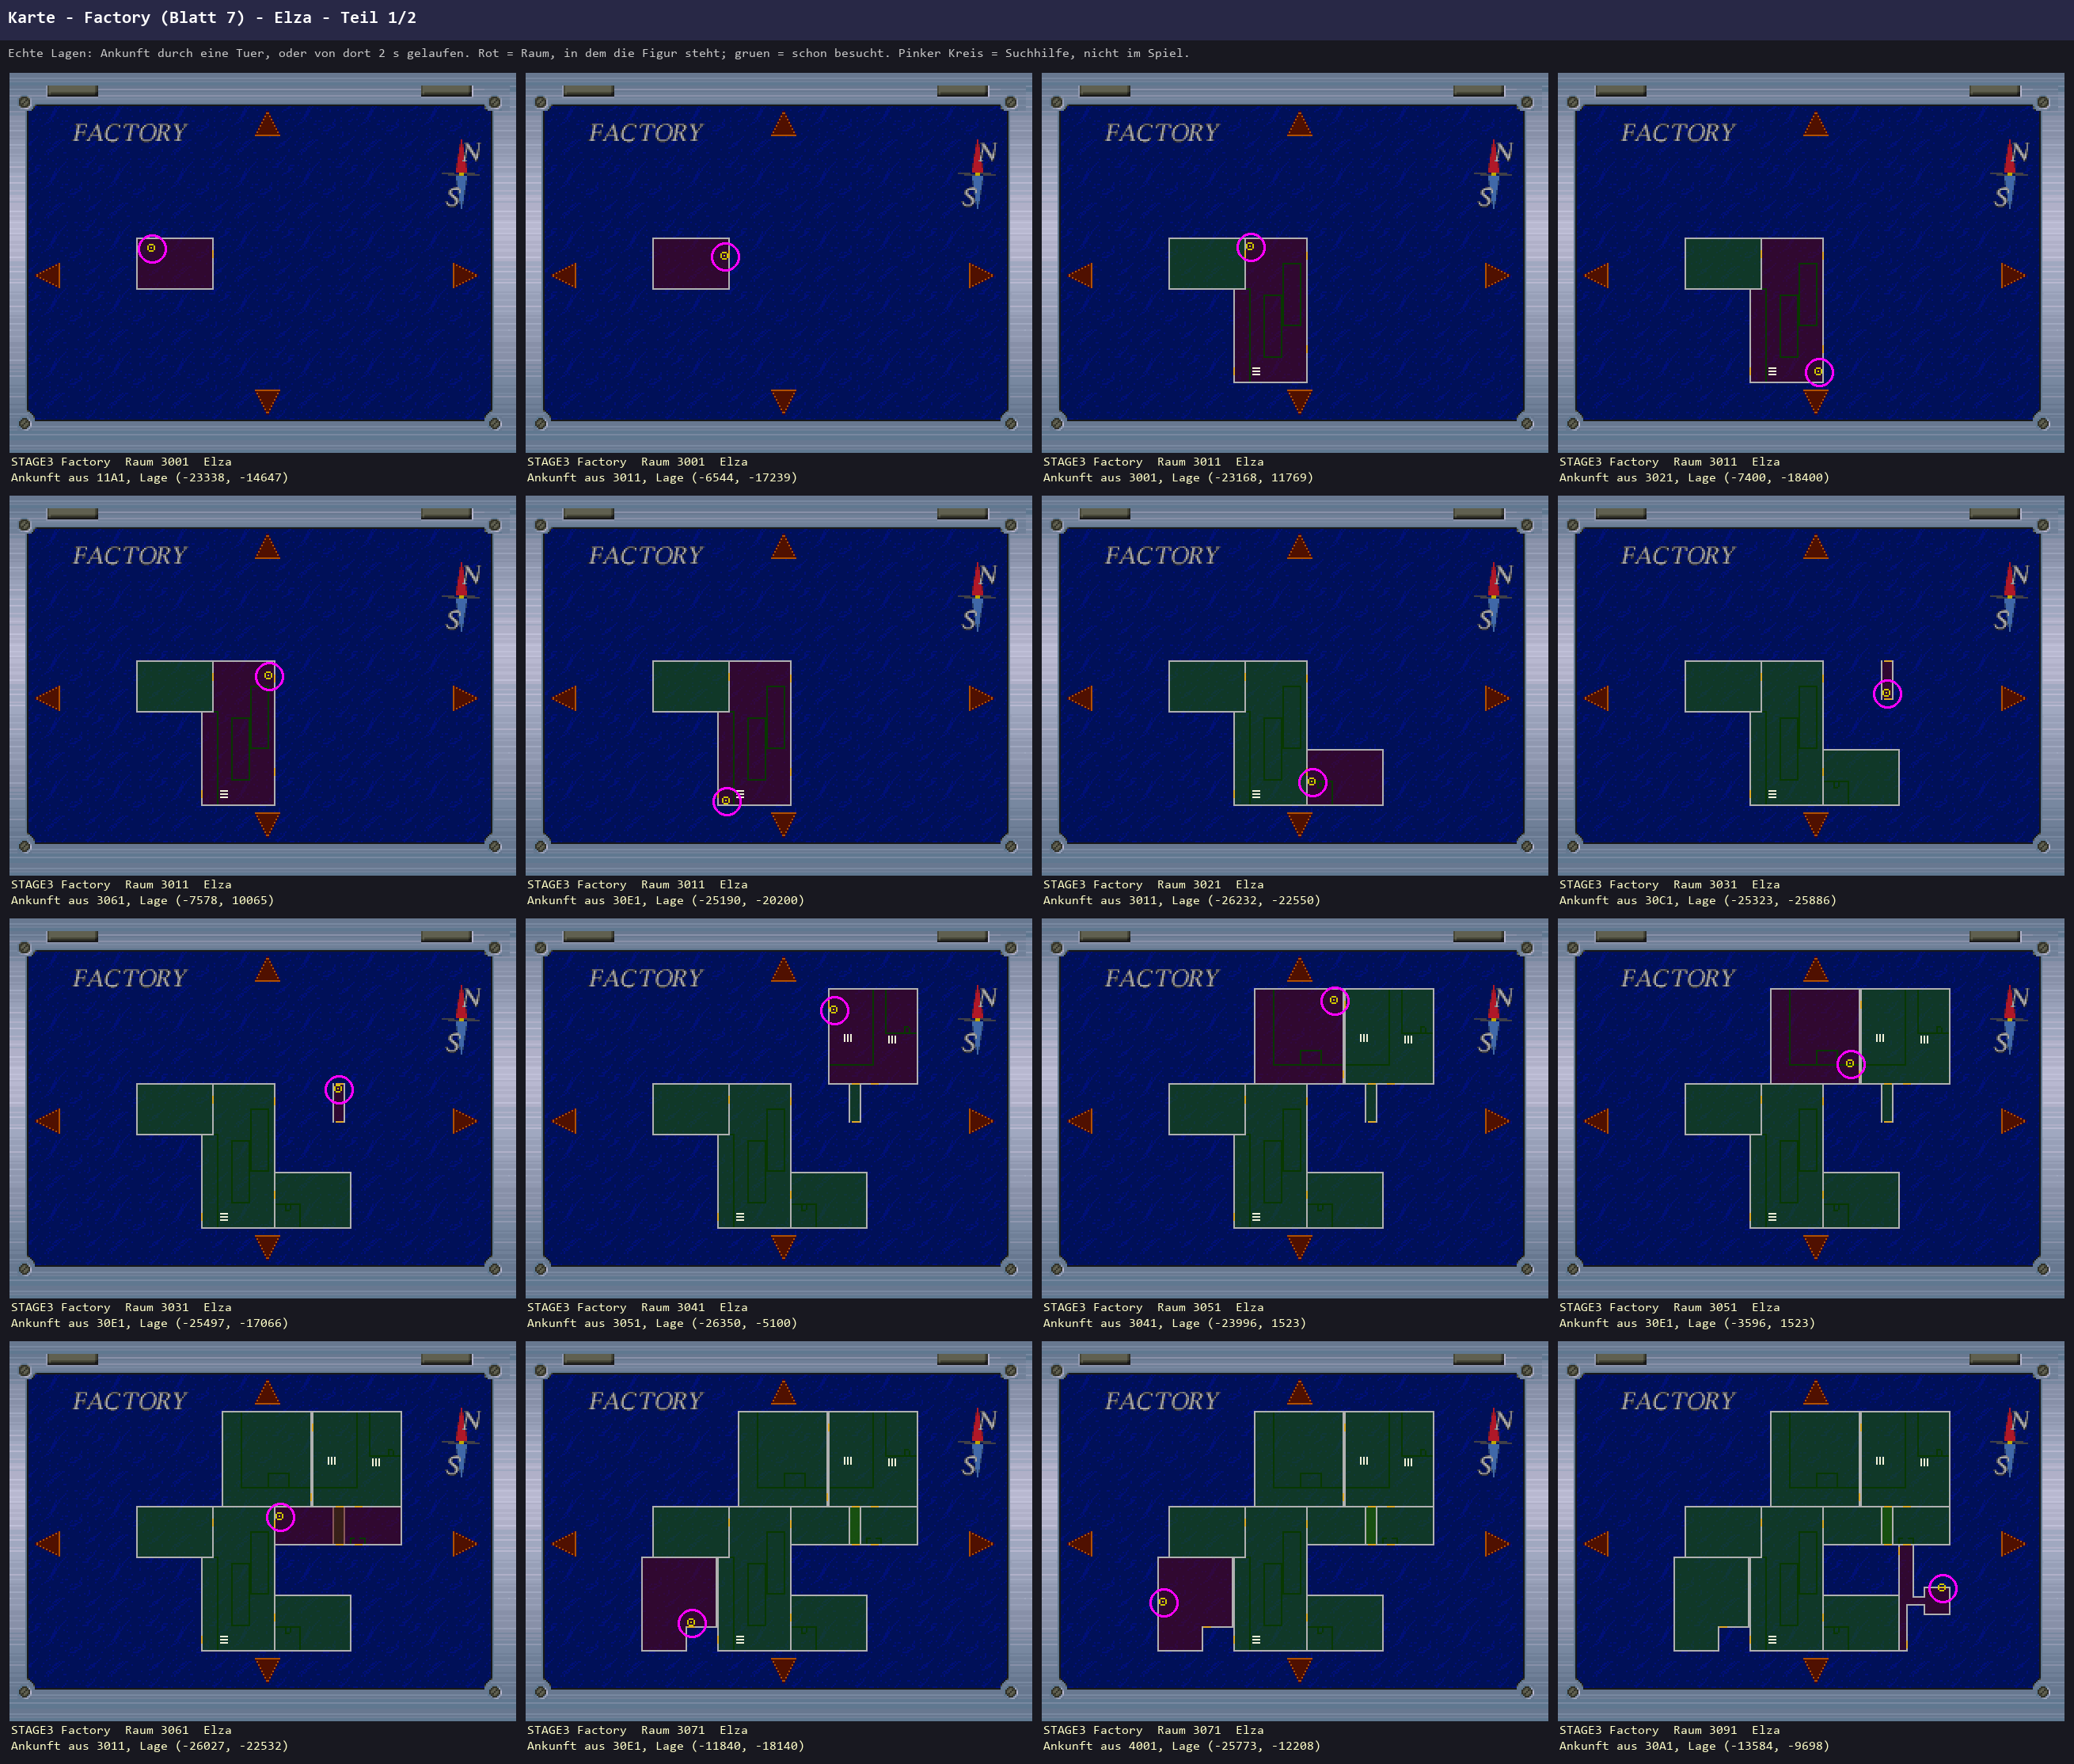 Karte - Factory (Blatt 7) - Elza - Teil 1/2
Echte Lagen: Ankunft durch eine Tuer, oder von dort 2 s gelaufen. Rot = Raum, in dem die Figur steht; gruen = schon besucht. Pinker Kreis = Suchhilfe, nicht im Spiel.
FACTORY
N
S
STAGE3 Factory Raum 3001 Elza
Ankunft aus 11A1, Lage (-23338, -14647)
FACTORY
N
S
STAGE3 Factory Raum 3001 Elza
Ankunft aus 3011, Lage (-6544, -17239)
FACTORY
N
S
STAGE3 Factory Raum 3011 Elza
Ankunft aus 3001, Lage (-23168, 11769)
FACTORY
N
S
STAGE3 Factory Raum 3011 Elza
Ankunft aus 3021, Lage (-7400, -18400)
FACTORY
N
S
STAGE3 Factory Raum 3011 Elza
Ankunft aus 3061, Lage (-7578, 10065)
FACTORY
N
S
STAGE3 Factory Raum 3011 Elza
Ankunft aus 30E1, Lage (-25190, -20200)
FACTORY
N
S
STAGE3 Factory Raum 3021 Elza
Ankunft aus 3011, Lage (-26232, -22550)
FACTORY
N
S
STAGE3 Factory Raum 3031 Elza
Ankunft aus 30C1, Lage (-25323, -25886)
FACTORY
N
S
STAGE3 Factory Raum 3031 Elza
Ankunft aus 30E1, Lage (-25497, -17066)
FACTORY
N
S
STAGE3 Factory Raum 3041 Elza
Ankunft aus 3051, Lage (-26350, -5100)
FACTORY
N
S
STAGE3 Factory Raum 3051 Elza
Ankunft aus 3041, Lage (-23996, 1523)
FACTORY
N
S
STAGE3 Factory Raum 3051 Elza
Ankunft aus 30E1, Lage (-3596, 1523)
FACTORY
N
S
STAGE3 Factory Raum 3061 Elza
Ankunft aus 3011, Lage (-26027, -22532)
FACTORY
N
S
STAGE3 Factory Raum 3071 Elza
Ankunft aus 30E1, Lage (-11840, -18140)
FACTORY
N
S
STAGE3 Factory Raum 3071 Elza
Ankunft aus 4001, Lage (-25773, -12208)
FACTORY
N
S
STAGE3 Factory Raum 3091 Elza
Ankunft aus 30A1, Lage (-13584, -9698)